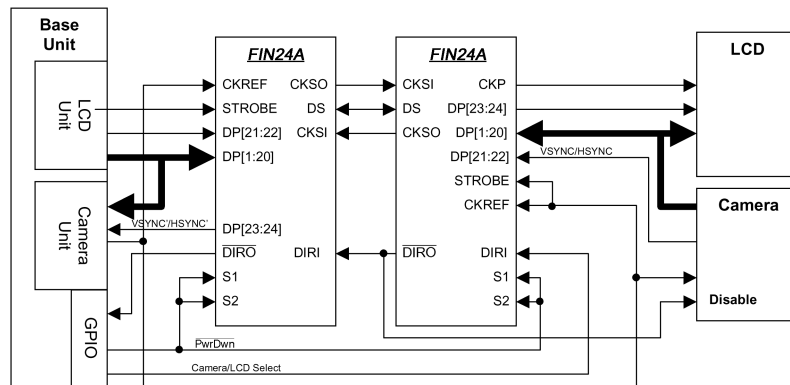 Base
Unit
LCD
Unit
Camera
Unit
GPIO
FIN24A
CKREF
STROBE
DP[21:22]
DP[1:20]
DP[23:24]
DIRO
S1
S2
CKSO
DS
CKSI
DIRI
FIN24A
CKSI
DS
CKSO
DIRO
CKP
DP[23:24]
DP[1:20]
DP[21:22]
STROBE
CKREF
DIRI
S1
S2
LCD
Camera
Disable
VSYNC/HSYNC
VSYNC'/HSYNC'
PwrDwn
Camera/LCD Select